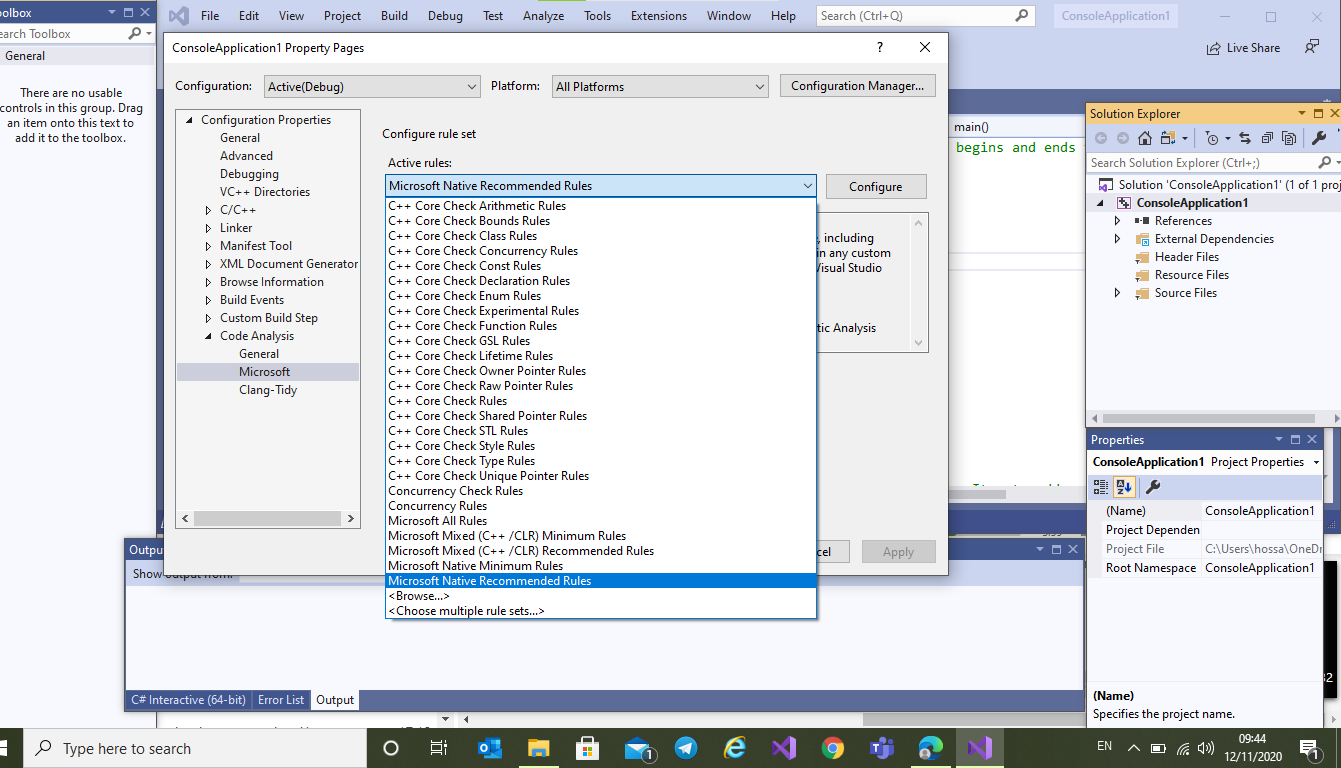 oolbox
earch Toolbox
General
There are no usable
controls in this group. Drag
an item onto this text to
add it to the toolbox.
File Edit View Project Build Debug Test Analyze Tools Extensions Window Help
Search (Ctrl+Q)
ConsoleApplication1
Live Share
ConsoleApplication1 Property Pages
?
Configuration: Active(Debug) Platform: All Platforms Configuration Manager...
Configuration Properties
General
Advanced
Debugging
VC++ Directories
C/C++
Linker
Manifest Tool
XML Document Generator
Browse Information
Build Events
Custom Build Step
Code Analysis
General
Microsoft
Clang-Tidy
Configure rule set
Active rules:
Microsoft Native Recommended Rules
Configure
C++ Core Check Arithmetic Rules
C++ Core Check Bounds Rules
C++ Core Check Class Rules
C++ Core Check Concurrency Rules
C++ Core Check Const Rules
C++ Core Check Declaration Rules
C++ Core Check Enum Rules
C++ Core Check Experimental Rules
C++ Core Check Function Rules
C++ Core Check GSL Rules
C++ Core Check Lifetime Rules
C++ Core Check Owner Pointer Rules
C++ Core Check Raw Pointer Rules
C++ Core Check Rules
C++ Core Check Shared Pointer Rules
C++ Core Check STL Rules
C++ Core Check Style Rules
C++ Core Check Type Rules
C++ Core Check Unique Pointer Rules
Concurrency Check Rules
Concurrency Rules
Microsoft All Rules
Microsoft Mixed (C++ /CLR) Minimum Rules
Microsoft Mixed (C++ /CLR) Recommended Rules
Microsoft Native Minimum Rules
Microsoft Native Recommended Rules
<Browse...>
<Choose multiple rule sets...>
, including
in any custom
Visual Studio
tic Analysis
cel
Apply
main()
begins and ends
Solution Explorer
Search Solution Explorer (Ctrl+;)
Solution 'ConsoleApplication1' (1 of 1 proj
ConsoleApplication1
References
External Dependencies
Header Files
Resource Files
Source Files
Properties
ConsoleApplication1 Project Properties
(Name) ConsoleApplication1
Project Dependen
Project File C:\Users\hossa\OneDr
Root Namespace ConsoleApplication1
(Name)
Specifies the project name.
Outpu
Show output from:
C# Interactive (64-bit) Error List Output
Type here to search
1
EN
09:44
12/11/2020
1